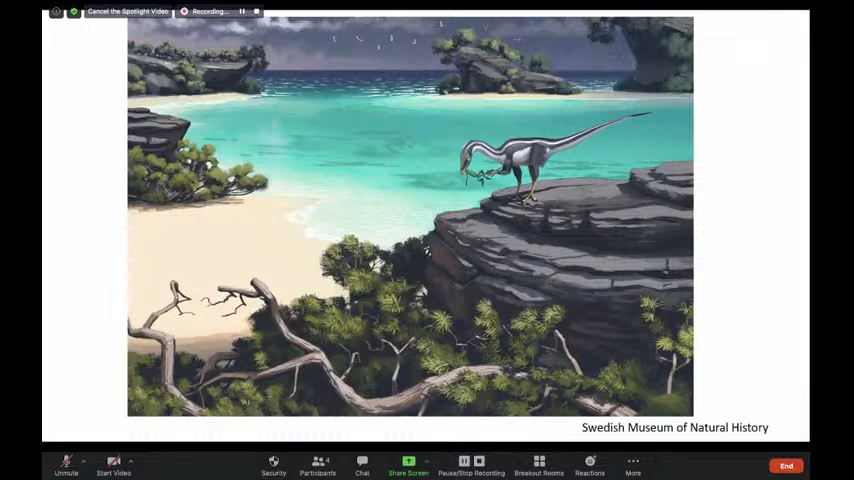 Cancel the Spotlight Video
Recording...
Swedish Museum of Natural History
Unmute
Start Video
Security
Participants
4
Chat
Share Screen
Pause/Stop Recording
Breakout Rooms
Reactions
More
End